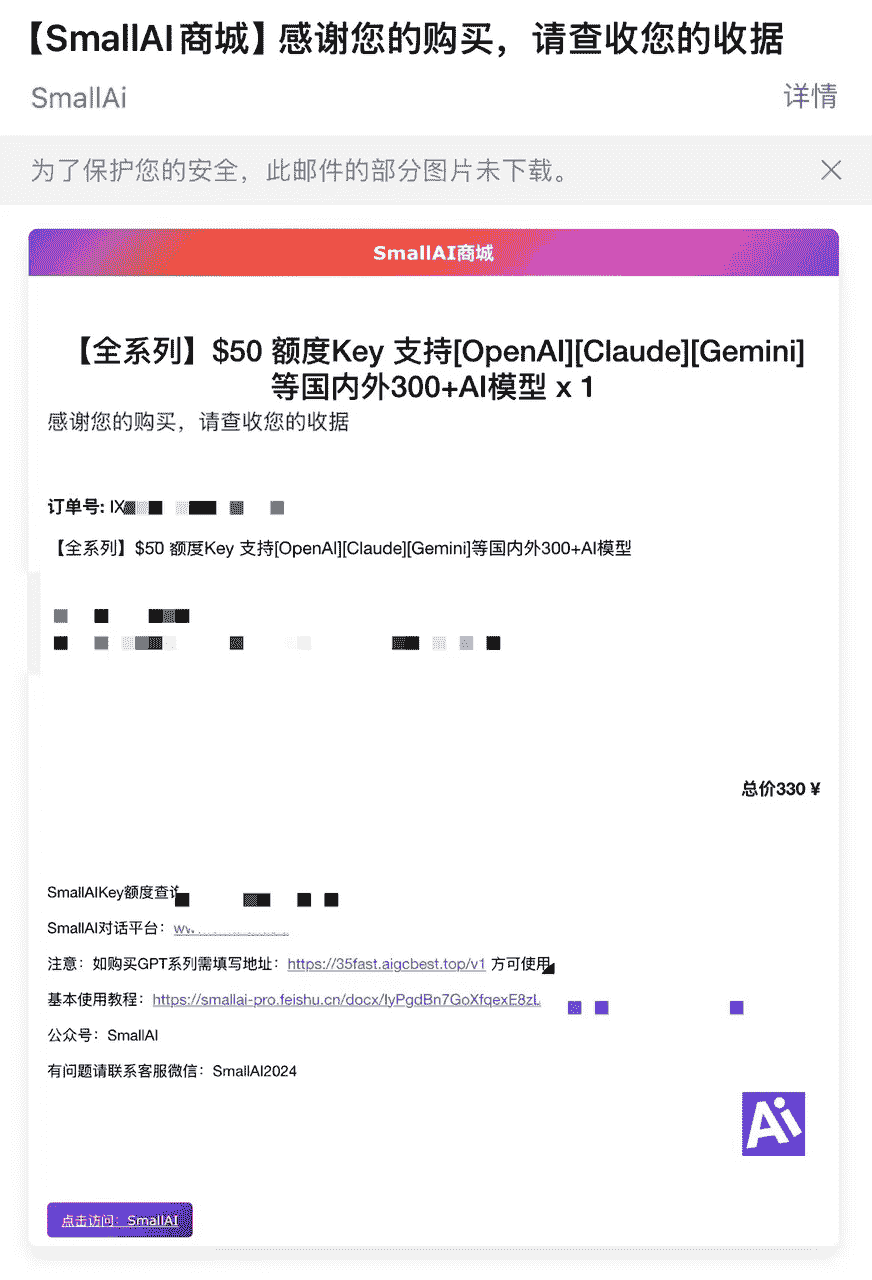 【SmallAI商城】感谢您的购买，请查收您的收据
SmallAi
详情
为了保护您的安全，此邮件的部分图片未下载。
SmallAI商城
【全系列】$50 额度Key 支持[OpenAI][Claude][Gemini]
等国内外300+AI模型 x 1
感谢您的购买，请查收您的收据
订单号: IX
【全系列】$50 额度Key 支持[OpenAI][Claude][Gemini]等国内外300+AI模型
总价330 ¥
SmallAIKey额度查询
SmallAI对话平台：
注意：如购买GPT系列需填写地址：https://35fast.aigcbest.top/v1 方可使用
基本使用教程：https://smallai-pro.feishu.cn/docx/IyPgdBn7GoXfqexE8zL
公众号：SmallAI
有问题请联系客服微信：SmallAI2024
Ai
点击访问：SmallAI